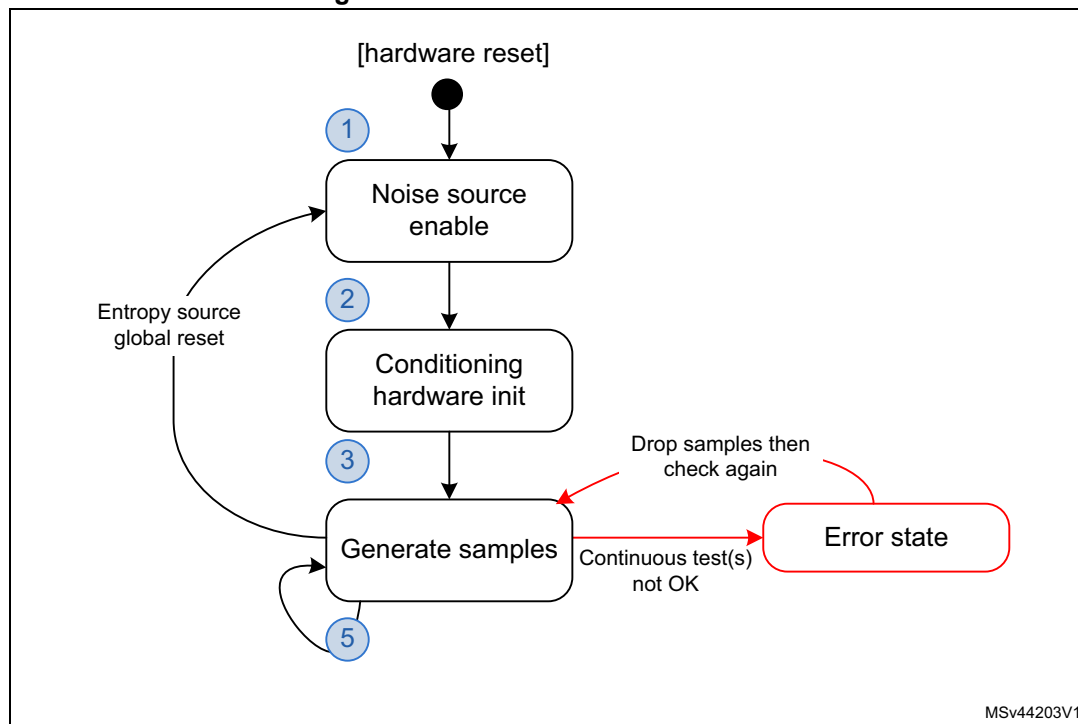 [hardware reset]
1
Noise source
enable
2
Entropy source
global reset
Conditioning
hardware init
3
Drop samples then
check again
Generate samples
Continuous test(s)
not OK
Error state
5
MSv44203V1